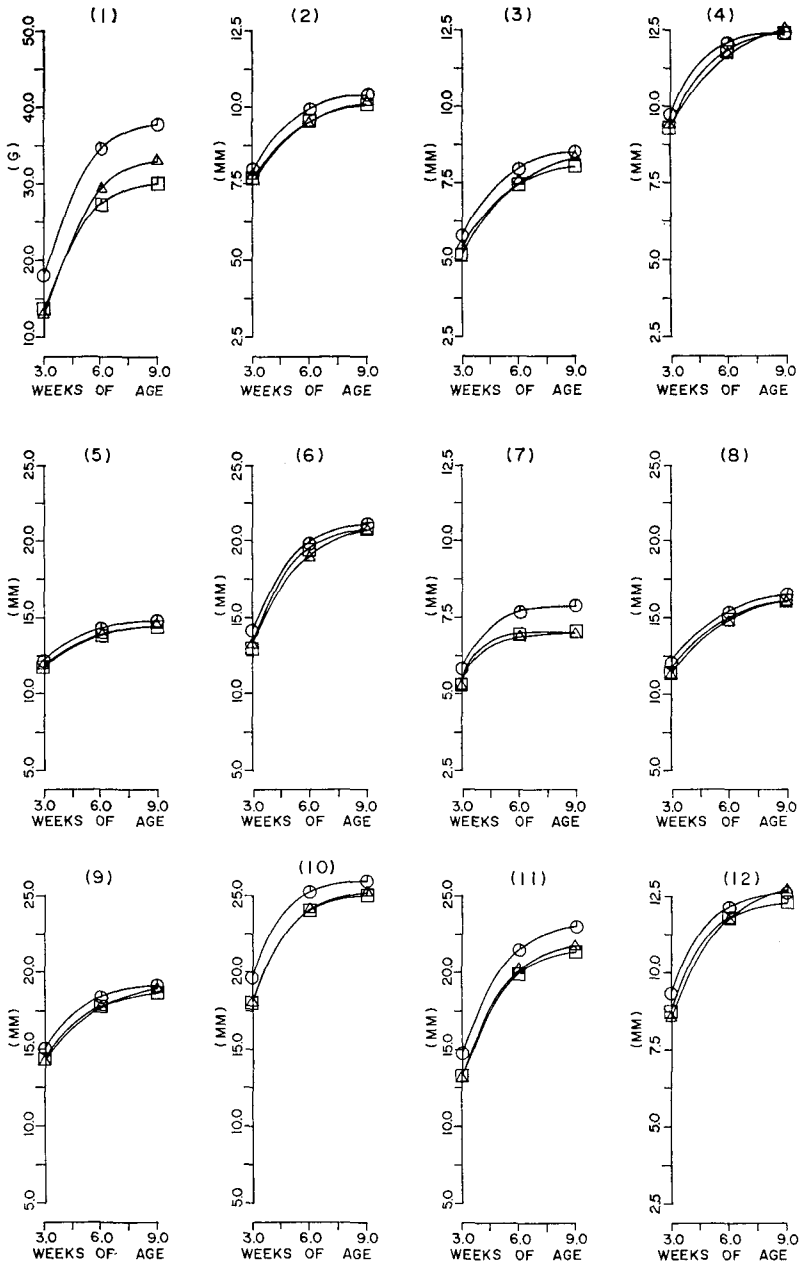 (1) (2) (3) (4)
50.0 12.5 12.5 12.5
40.0 10.0 10.0 10.0
(G) (MM) (MM) (MM)
30.0 7.5 7.5 7.5
20.0 5.0 5.0 5.0
10.0 2.5 2.5 2.5
3.0 6.0 9.0 3.0 6.0 9.0 3.0 6.0 9.0 3.0 6.0 9.0
WEEKS OF AGE WEEKS OF AGE WEEKS OF AGE WEEKS OF AGE
(5) (6) (7) (8)
25.0 25.0 12.5 25.0
20.0 20.0 10.0 20.0
(MM) (MM) (MM) (MM)
15.0 15.0 7.5 15.0
10.0 10.0 5.0 10.0
5.0 5.0 2.5 5.0
3.0 6.0 9.0 3.0 6.0 9.0 3.0 6.0 9.0 3.0 6.0 9.0
WEEKS OF AGE WEEKS OF AGE WEEKS OF AGE WEEKS OF AGE
(9) (10) (11) (12)
25.0 25.0 25.0 12.5
20.0 20.0 20.0 10.0
(MM) (MM) (MM) (MM)
15.0 15.0 15.0 7.5
10.0 10.0 10.0 5.0
5.0 5.0 5.0 2.5
3.0 6.0 9.0 3.0 6.0 9.0 3.0 6.0 9.0 3.0 6.0 9.0
WEEKS OF AGE WEEKS OF AGE WEEKS OF AGE WEEKS OF AGE